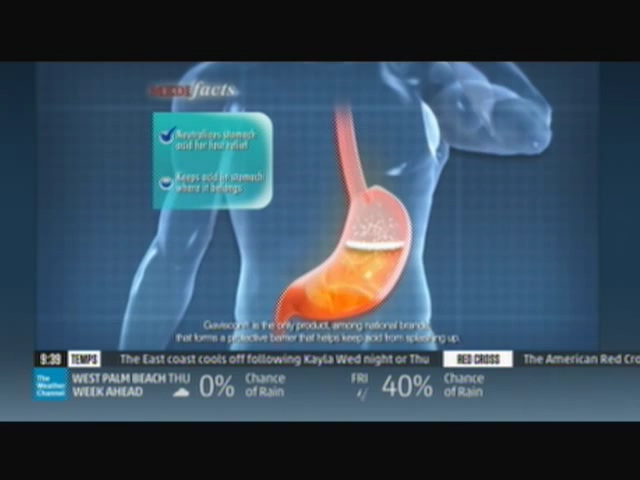 MEDIfacts
Neutralizes stomach
acid for fast relief
Keeps acid in stomach
where it belongs
Gaviscon® is the only product, among national brands,
that forms a protective barrier that helps keep acid from splashing up.
9:39 TEMPS The East coast cools off following Kayla Wed night or Thu RED CROSS The American Red Cro
The Weather Channel
WEST PALM BEACH THU 0% Chance of Rain FRI 40% Chance of Rain
WEEK AHEAD